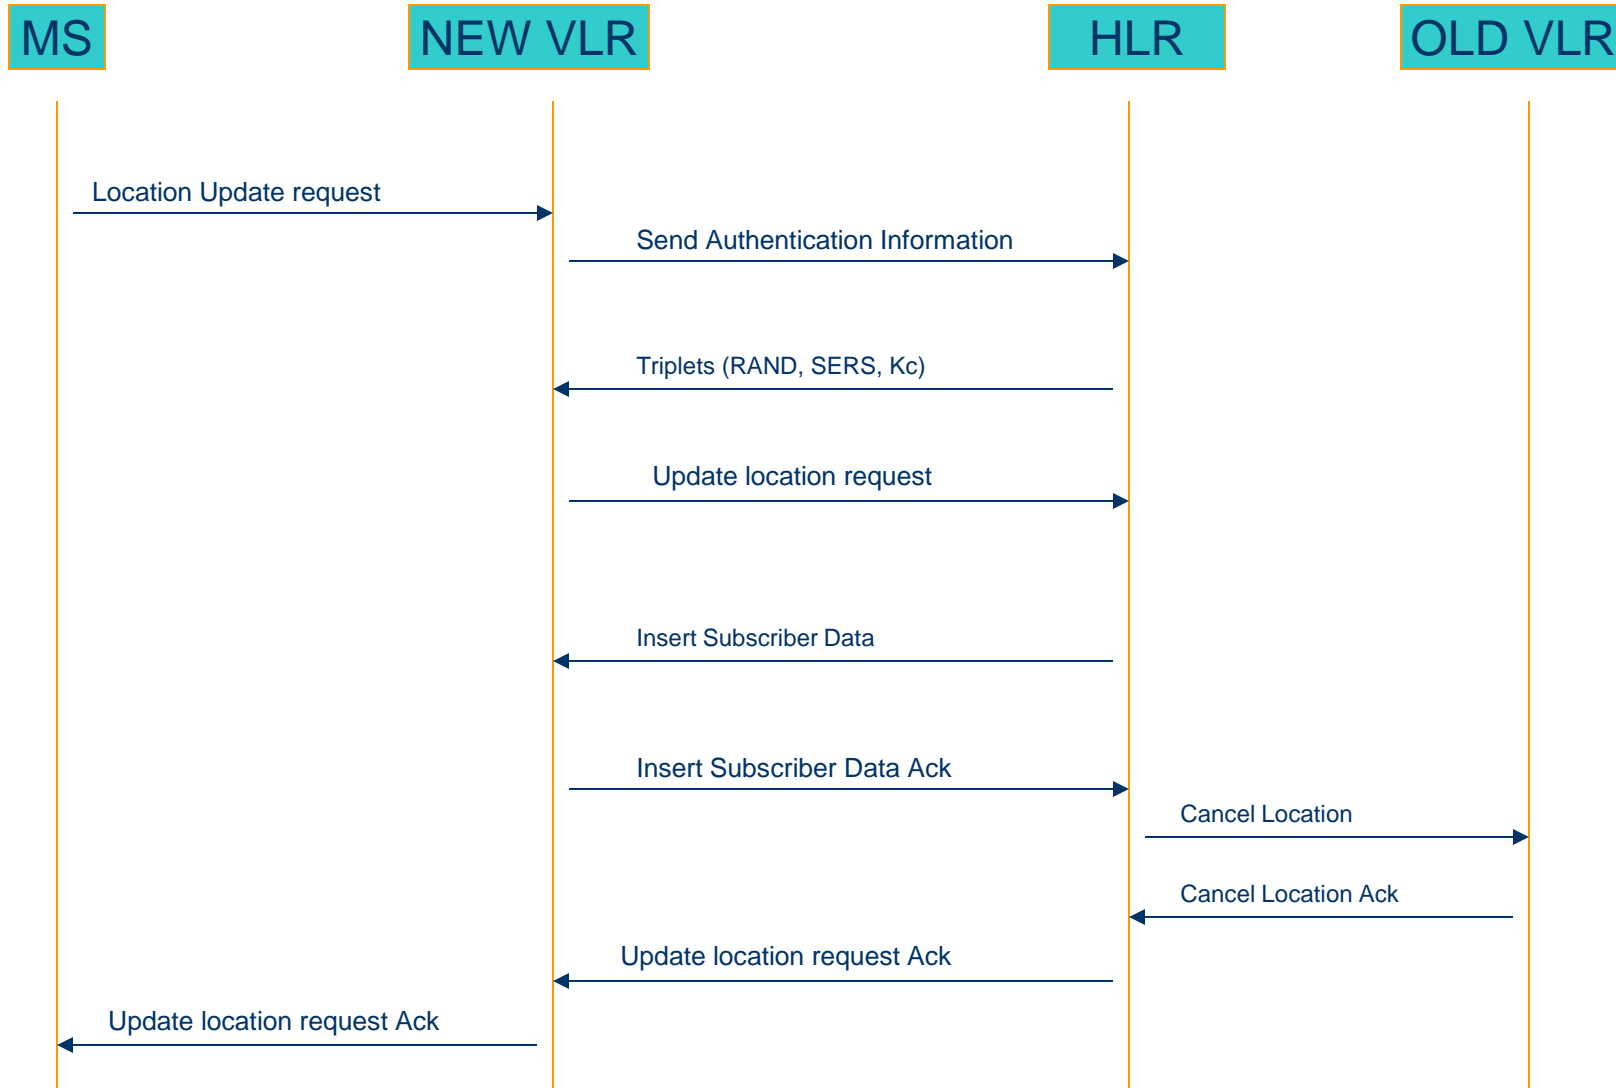 MS
NEW VLR
HLR
OLD VLR
Location Update request
Send Authentication Information
Triplets (RAND, SERS, Kc)
Update location request
Insert Subscriber Data
Insert Subscriber Data Ack
Cancel Location
Cancel Location Ack
Update location request Ack
Update location request Ack